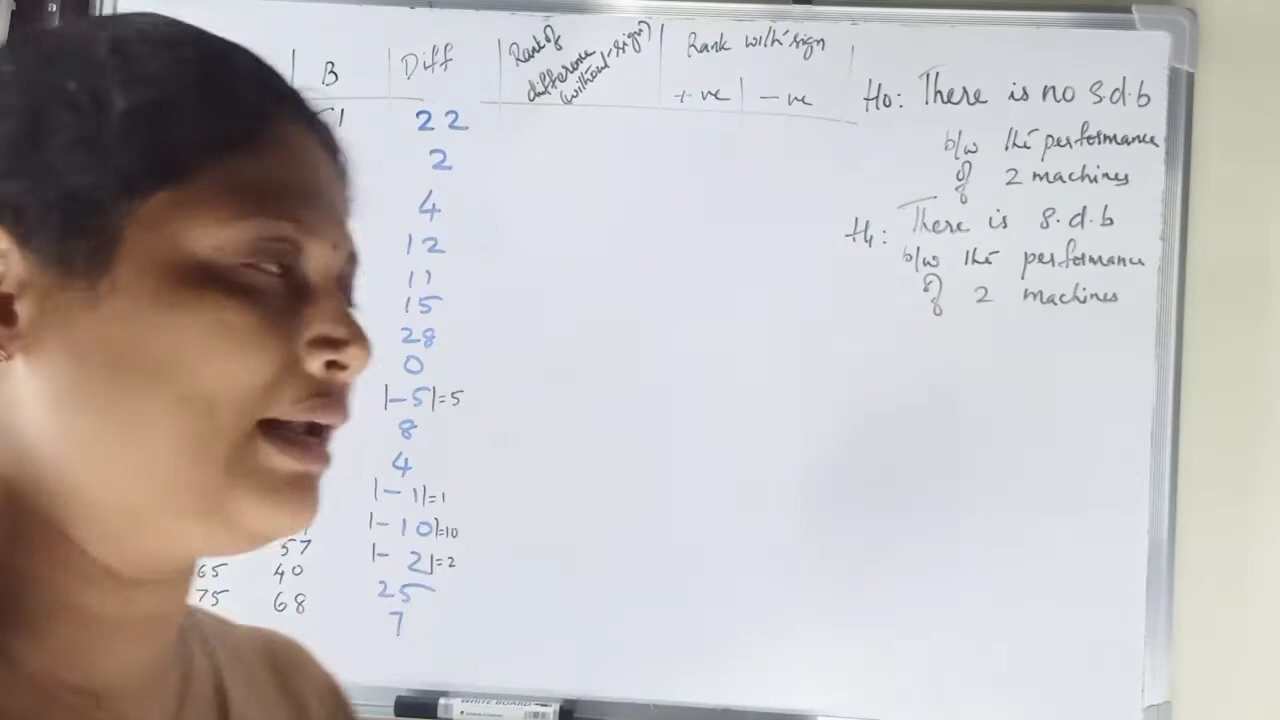 B Diff Rank of difference (without sign) Rank with sign
+ve -ve
22
2
4
12
11
15
28
0
|-5|=5
8
4
|-1|=1
|-10|=10
57 |-2|=2
65 40 25
75 68 7
Ho: There is no s.d.b
b/w the performance
of 2 machines
H1: There is s.d.b
b/w the performance
of 2 machines
WHITE BOARD